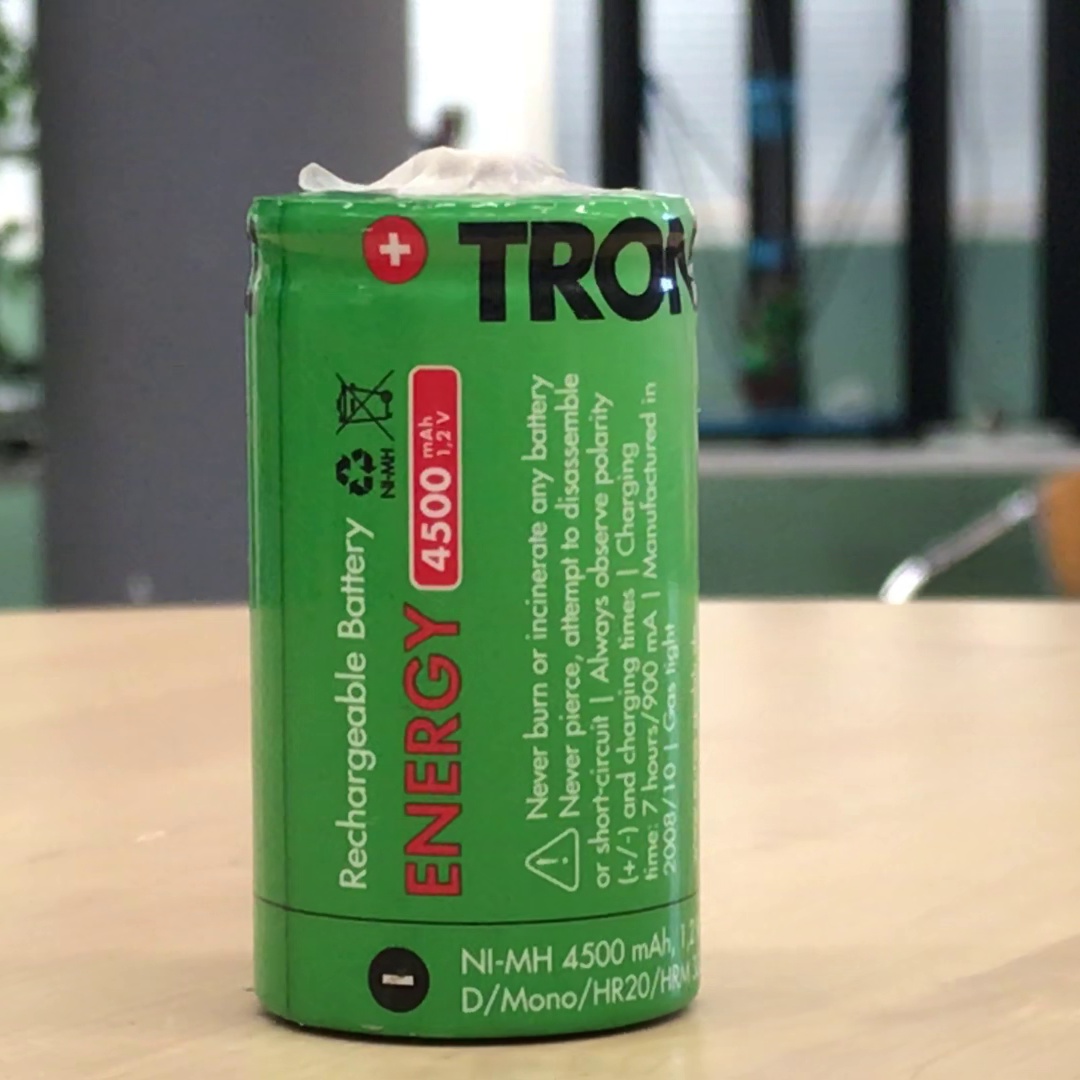 + TRON
Rechargeable Battery
NI-MH
ENERGY 4500 mAh
1,2 V
Never burn or incinerate any battery
Never pierce, attempt to disassemble
or short-circuit | Always observe polarity
(+/-) and charging times | Charging
time: 7 hours/900 mA | Manufactured in
2008/10 | Gas tight
NI-MH 4500 mAh, 1,2
D/Mono/HR20/HRM